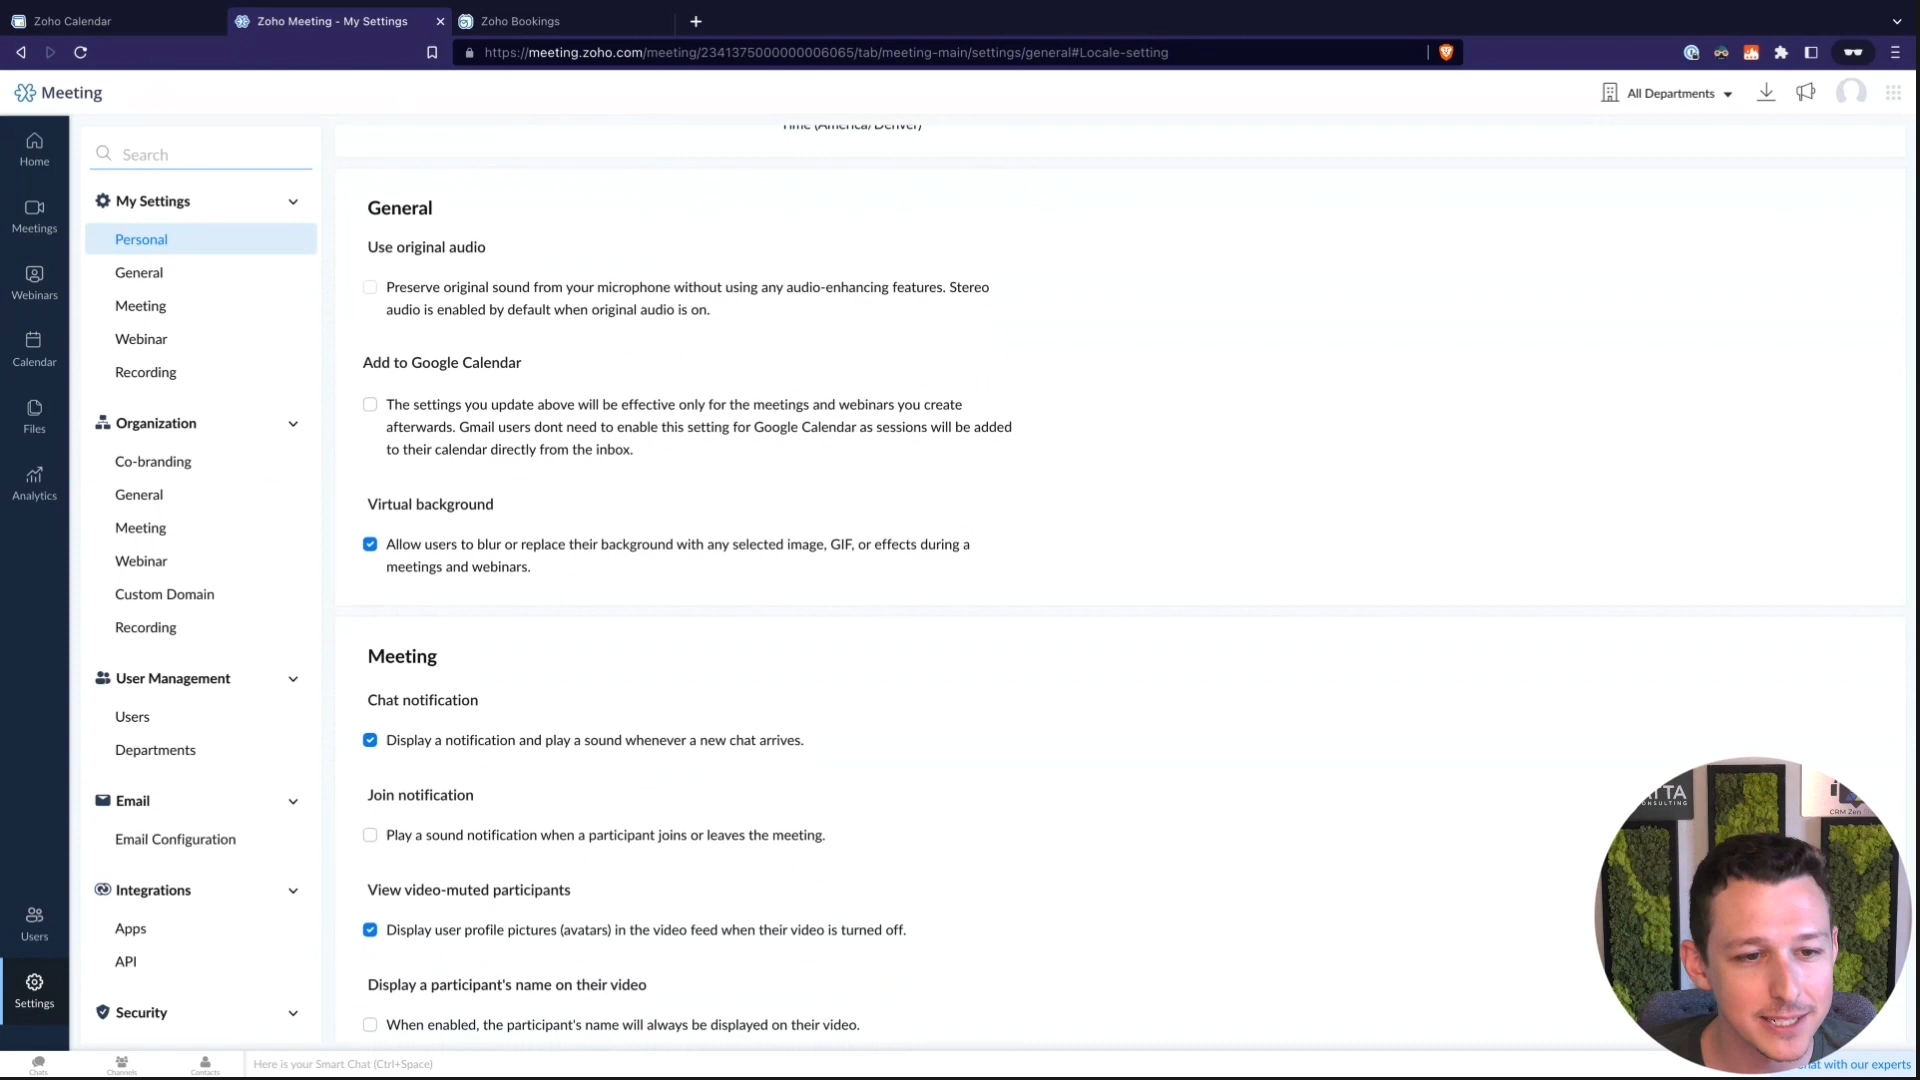 Zoho Calendar
Zoho Meeting - My Settings
Zoho Bookings
https://meeting.zoho.com/meeting/2341375000000006065/tab/meeting-main/settings/general#Locale-setting
Meeting
All Departments
Home
Meetings
Webinars
Calendar
Files
Analytics
Users
Settings
Search
My Settings
Personal
General
Meeting
Webinar
Recording
Organization
Co-branding
General
Meeting
Webinar
Custom Domain
Recording
User Management
Users
Departments
Email
Email Configuration
Integrations
Apps
API
Security
Time (America/Denver)
General
Use original audio
Preserve original sound from your microphone without using any audio-enhancing features. Stereo
audio is enabled by default when original audio is on.
Add to Google Calendar
The settings you update above will be effective only for the meetings and webinars you create
afterwards. Gmail users dont need to enable this setting for Google Calendar as sessions will be added
to their calendar directly from the inbox.
Virtual background
Allow users to blur or replace their background with any selected image, GIF, or effects during a
meetings and webinars.
Meeting
Chat notification
Display a notification and play a sound whenever a new chat arrives.
Join notification
Play a sound notification when a participant joins or leaves the meeting.
View video-muted participants
Display user profile pictures (avatars) in the video feed when their video is turned off.
Display a participant's name on their video
When enabled, the participant's name will always be displayed on their video.
CRM Zen
Chats
Channels
Contacts
Here is your Smart Chat (Ctrl+Space)
with our experts